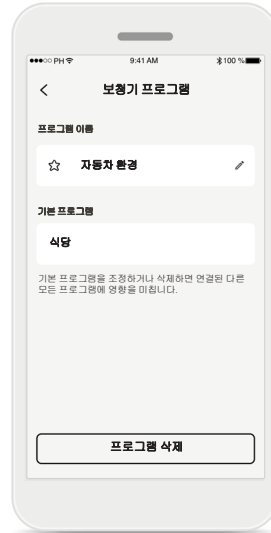 PH 9:41 AM 100 %
보청기 프로그램
프로그램 이름
자동차 환경
기본 프로그램
식당
기본 프로그램을 조정하거나 삭제하면 연결된 다른
모든 프로그램에 영향을 미칩니다.
프로그램 삭제